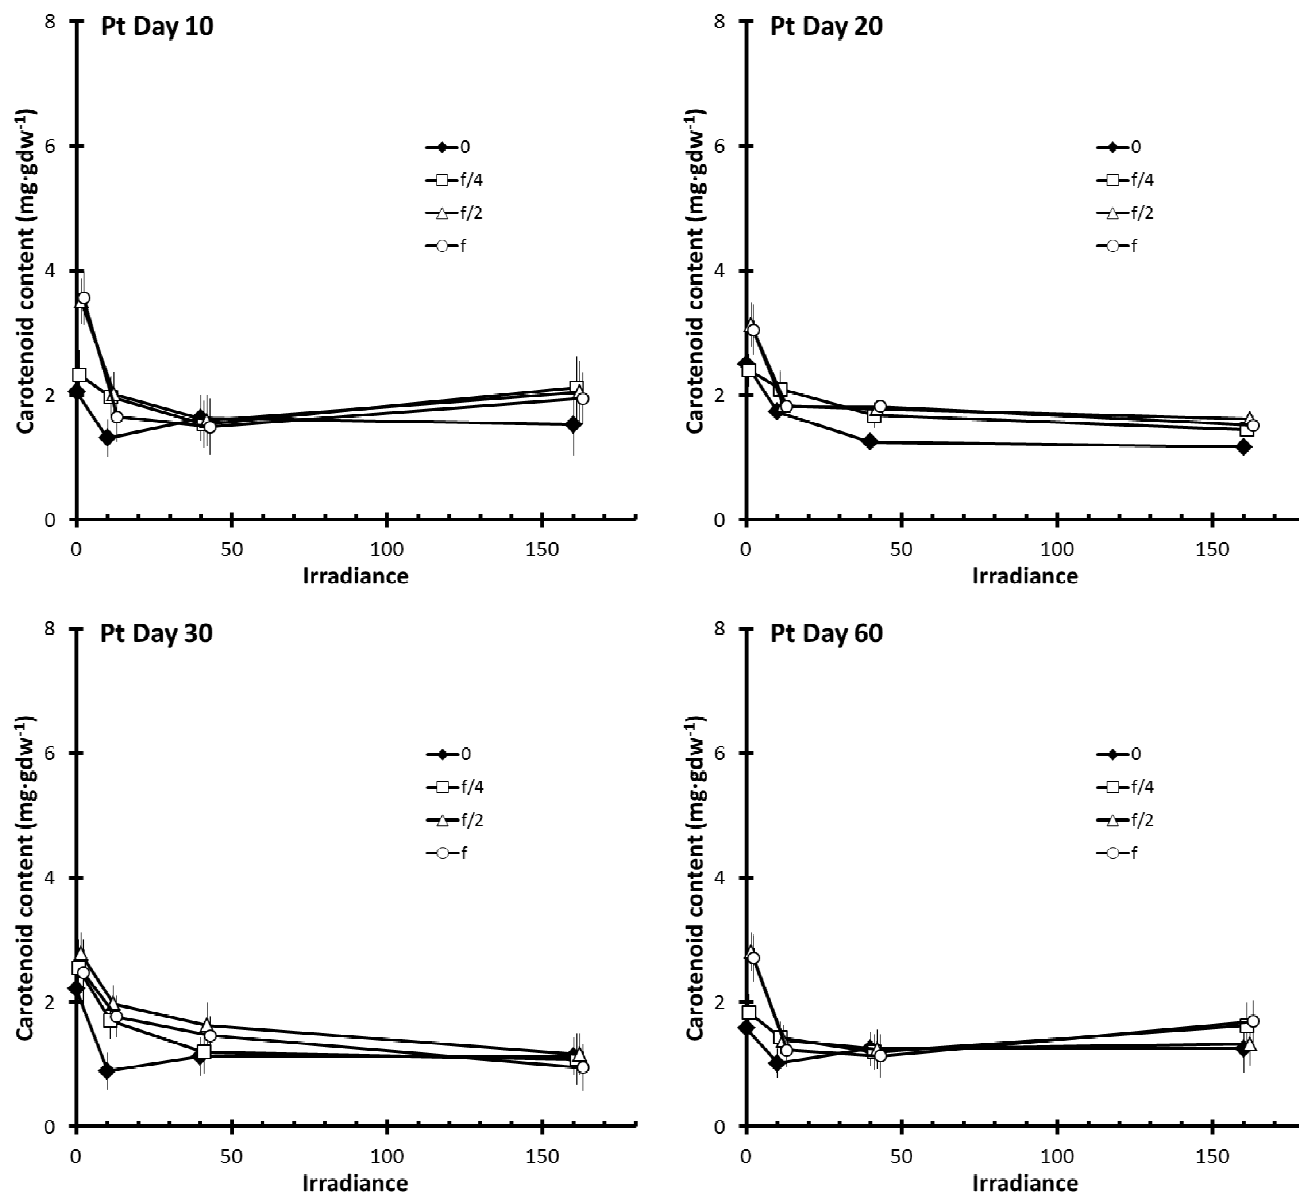 Pt Day 10
8
6
4
2
0
Carotenoid content (mg·gdw⁻¹)
0
f/4
f/2
f
0
50
100
150
Irradiance
Pt Day 20
8
6
4
2
0
Carotenoid content (mg·gdw⁻¹)
0
f/4
f/2
f
0
50
100
150
Irradiance
Pt Day 30
8
6
4
2
0
Carotenoid content (mg·gdw⁻¹)
0
f/4
f/2
f
0
50
100
150
Irradiance
Pt Day 60
8
6
4
2
0
Carotenoid content (mg·gdw⁻¹)
0
f/4
f/2
f
0
50
100
150
Irradiance